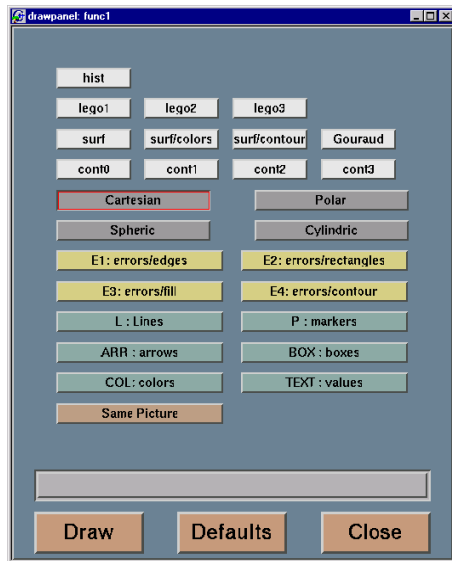 drawpanel: func1
hist
lego1 lego2 lego3
surf surf/colors surf/contour Gouraud
cont0 cont1 cont2 cont3
Cartesian Polar
Spheric Cylindric
E1: errors/edges E2: errors/rectangles
E3: errors/fill E4: errors/contour
L : Lines P : markers
ARR : arrows BOX : boxes
COL : colors TEXT : values
Same Picture
Draw Defaults Close